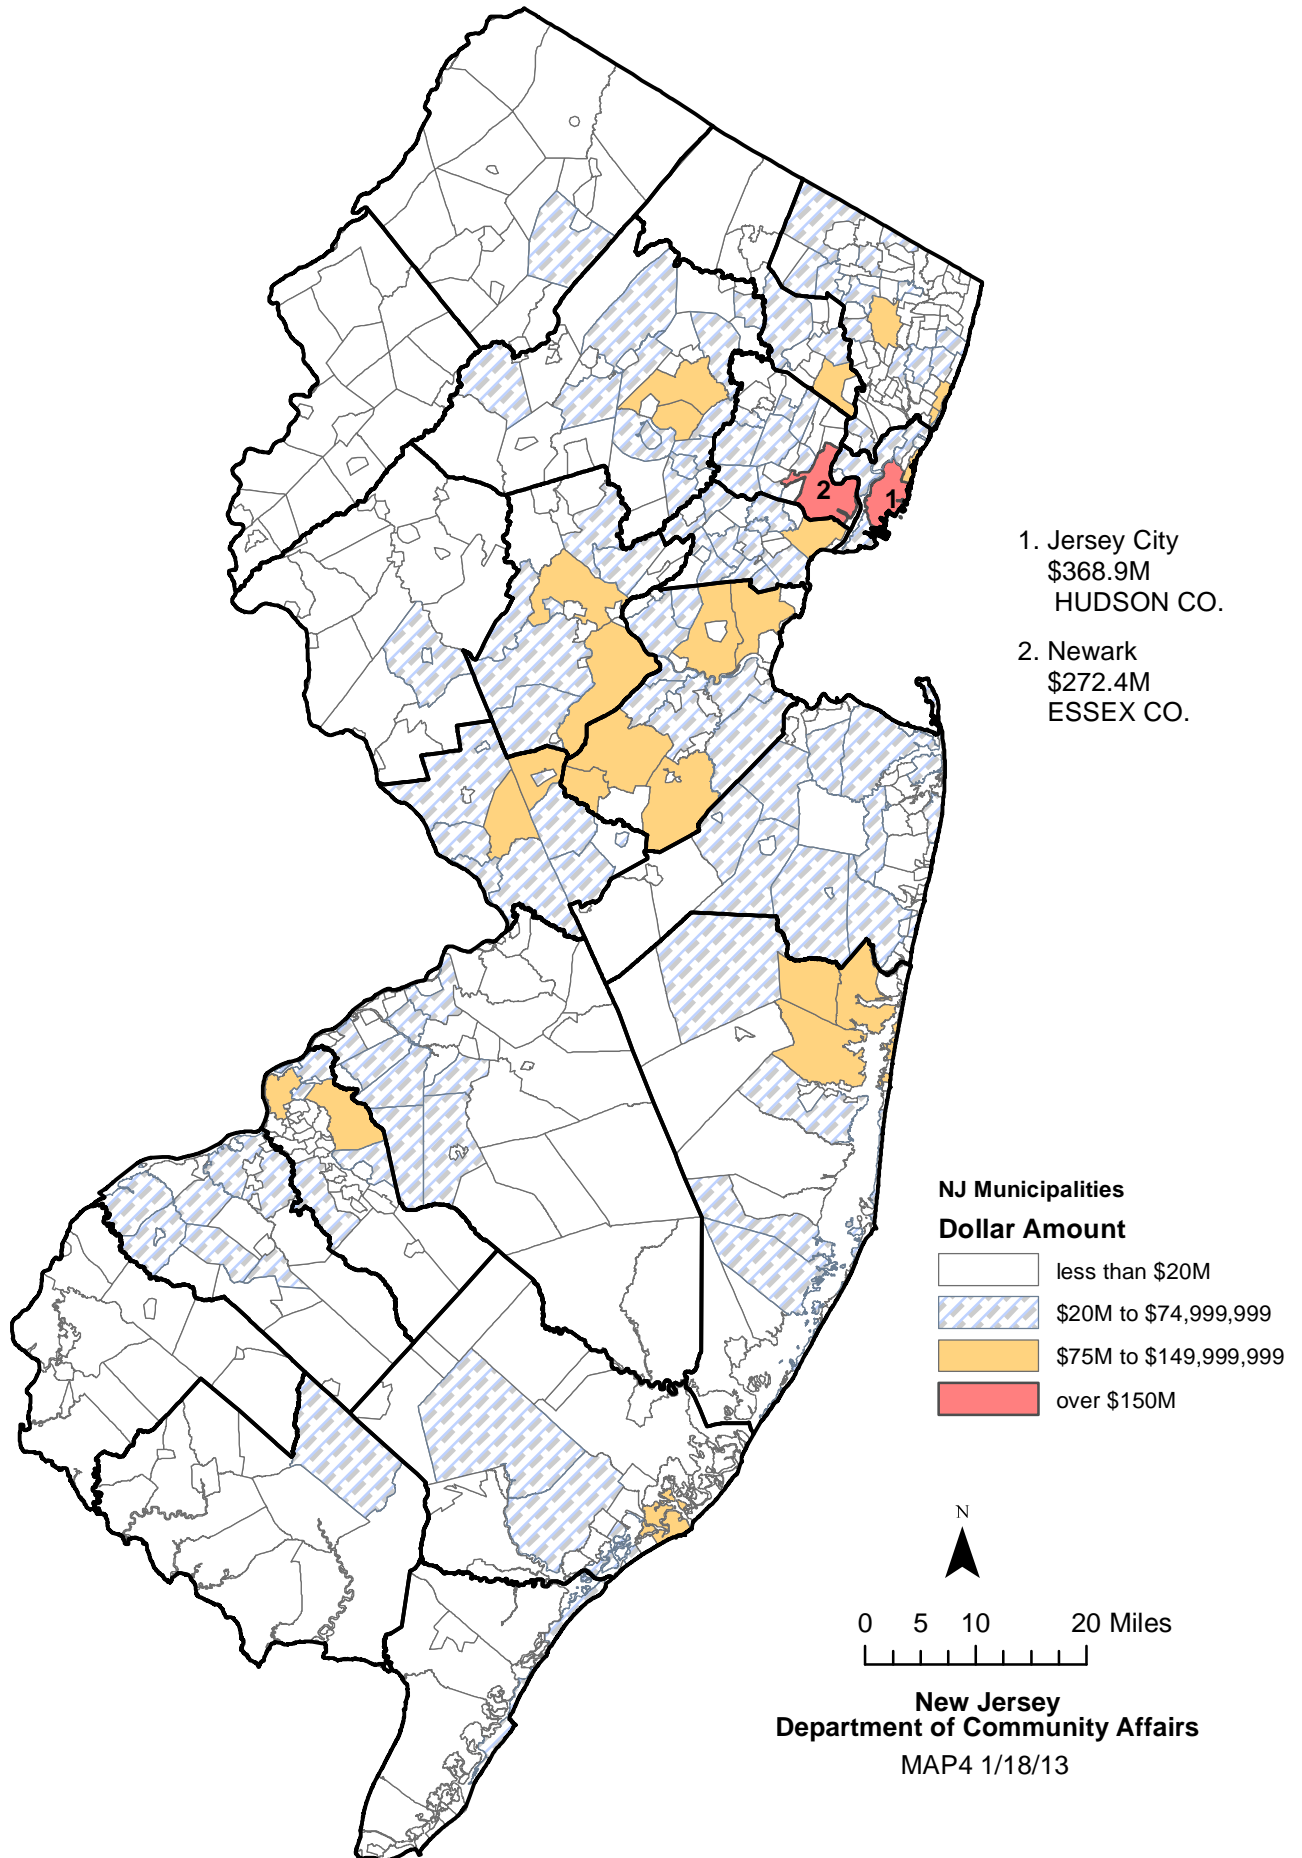 2
1
1. Jersey City
$368.9M
HUDSON CO.
2. Newark
$272.4M
ESSEX CO.
NJ Municipalities
Dollar Amount
less than $20M
$20M to $74,999,999
$75M to $149,999,999
over $150M
N
0 5 10 20 Miles
New Jersey
Department of Community Affairs
MAP4 1/18/13